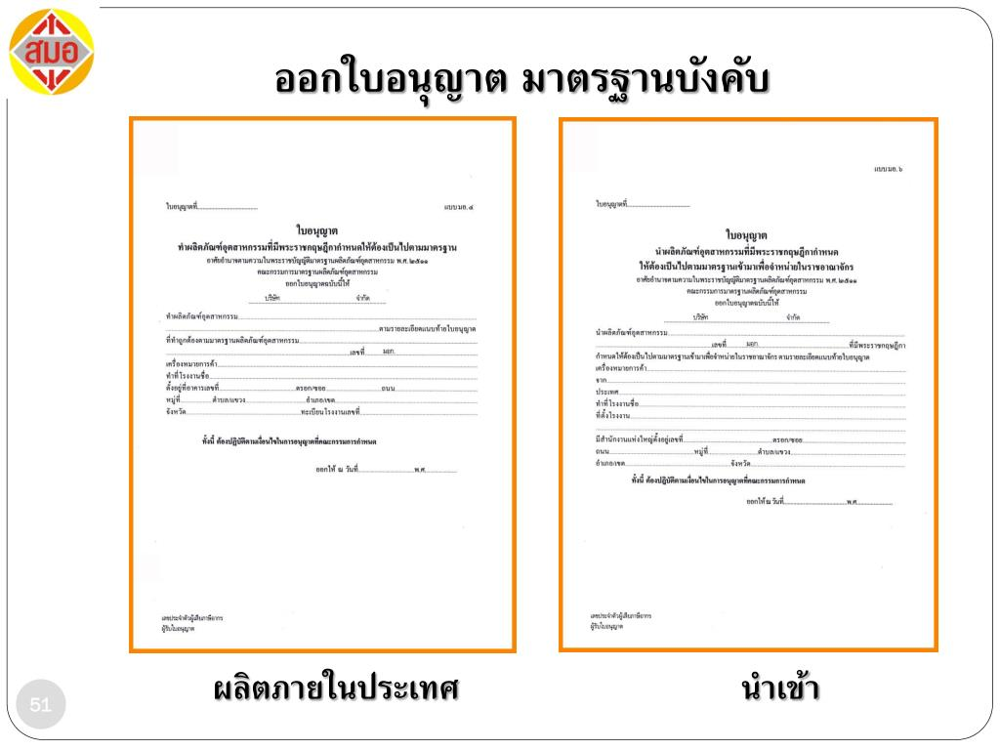 สมอ
ออกใบอนุญาต มาตรฐานบังคับ
ใบอนุญาตที่
แบบ มอ. ๔
ใบอนุญาต
ทำผลิตภัณฑ์อุตสาหกรรมที่มีพระราชกฤษฎีกากำหนดให้ต้องเป็นไปตามมาตรฐาน
อาศัยอำนาจตามความในพระราชบัญญัติมาตรฐานผลิตภัณฑ์อุตสาหกรรม พ.ศ. ๒๕๑๑
คณะกรรมการมาตรฐานผลิตภัณฑ์อุตสาหกรรม
ออกใบอนุญาตฉบับนี้ให้
บริษัท จำกัด
ทำผลิตภัณฑ์อุตสาหกรรม
ตามรายละเอียดแนบท้ายใบอนุญาต
ที่ทำถูกต้องตามมาตรฐานผลิตภัณฑ์อุตสาหกรรม
เลขที่ มอก.
เครื่องหมายการค้า
ทำที่โรงงานชื่อ
ตั้งอยู่ที่อาคารเลขที่ ตรอก/ซอย ถนน
หมู่ที่ ตำบล/แขวง อำเภอ/เขต
จังหวัด ทะเบียนโรงงานเลขที่
ทั้งนี้ ต้องปฏิบัติตามเงื่อนไขในการอนุญาตที่คณะกรรมการกำหนด
ออกให้ ณ วันที่ พ.ศ.
เลขประจำตัวผู้เสียภาษีอากร
ผู้รับใบอนุญาต
แบบ มอ. ๖
ใบอนุญาตที่
ใบอนุญาต
นำผลิตภัณฑ์อุตสาหกรรมที่มีพระราชกฤษฎีกากำหนด
ให้ต้องเป็นไปตามมาตรฐานเข้ามาเพื่อจำหน่ายในราชอาณาจักร
อาศัยอำนาจตามความในพระราชบัญญัติมาตรฐานผลิตภัณฑ์อุตสาหกรรม พ.ศ. ๒๕๑๑
คณะกรรมการมาตรฐานผลิตภัณฑ์อุตสาหกรรม
ออกใบอนุญาตฉบับนี้ให้
บริษัท จำกัด
นำผลิตภัณฑ์อุตสาหกรรม
เลขที่ มอก. ที่มีพระราชกฤษฎีกา
กำหนดให้ต้องเป็นไปตามมาตรฐานเข้ามาเพื่อจำหน่ายในราชอาณาจักร ตามรายละเอียดแนบท้ายใบอนุญาต
เครื่องหมายการค้า
จาก
ประเทศ
ทำที่โรงงานชื่อ
ที่ตั้งโรงงาน
มีสำนักงานแห่งใหญ่ตั้งอยู่เลขที่ ตรอก/ซอย
ถนน หมู่ที่ ตำบล/แขวง
อำเภอ/เขต จังหวัด
ทั้งนี้ ต้องปฏิบัติตามเงื่อนไขในการอนุญาตที่คณะกรรมการกำหนด
ออกให้ ณ วันที่ พ.ศ.
เลขประจำตัวผู้เสียภาษีอากร
ผู้รับใบอนุญาต
ผลิตภายในประเทศ
นำเข้า
51